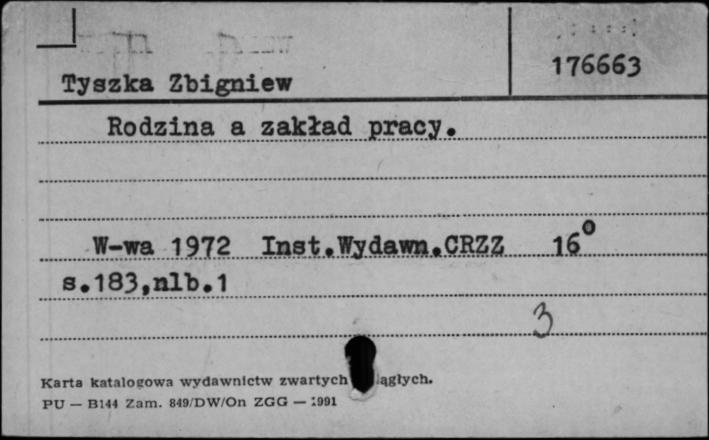 176663
Tyszka Zbigniew
Rodzina a zakład pracy.
W-wa 1972 Inst.Wydawn.CRZZ 16°
s.183,nlb.1
3
Karta katalogowa wydawnictw zwartych
PU — B144 Zam. 849/DW/On ZGG — 1991